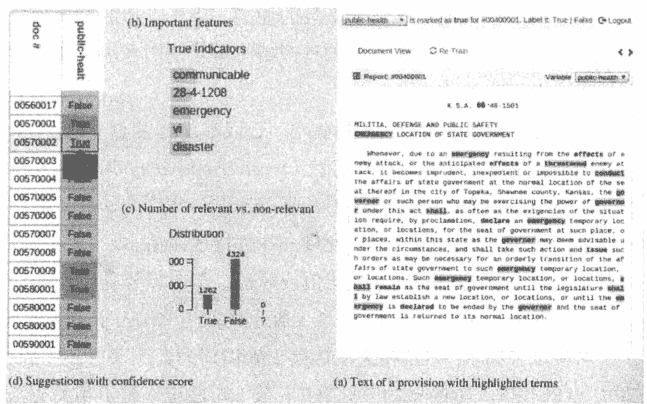 doc #
public-healt
00560017 False
00570001 True
00570002 True
00570003
00570004 False
00570005 False
00570006 False
00570007 False
00570008 False
00570009 True
00580001 True
00580002 False
00580003 False
00590001 False
(d) Suggestions with confidence score
(b) Important features
True indicators
communicable
28-4-1208
emergency
vi
disaster
(c) Number of relevant vs. non-relevant
Distribution
4324
000
1262
000
0
0
True False ?
public-health is marked as true for #00400001. Label it: True | False Logout
Document View Re-Train
Report: #00400001 Variable public-health
K.S.A. 66-48-1501
MILITIA, DEFENSE AND PUBLIC SAFETY
EMERGENCY LOCATION OF STATE GOVERNMENT
Whenever, due to an emergency resulting from the effects of e
nemy attack, or the anticipated effects of a threatened enemy at
tack, it becomes imprudent, inexpedient or impossible to conduct
the affairs of state government at the normal location of the se
at thereof in the city of Topeka, Shawnee county, Kansas, the go
vernor or such person who may be exercising the power of governo
r under this act shall, as often as the exigencies of the situat
ion require, by proclamation, declare an emergency temporary loc
ation, or locations, for the seat of government at such place, o
r places, within this state as the governor may deem advisable u
nder the circumstances, and shall take such action and issue suc
h orders as may be necessary for an orderly transition of the af
fairs of state government to such emergency temporary location,
or locations. Such emergency temporary location, or locations, s
hall remain as the seat of government until the legislature shal
l by law establish a new location, or locations, or until the em
ergency is declared to be ended by the governor and the seat of
government is returned to its normal location.
(a) Text of a provision with highlighted terms